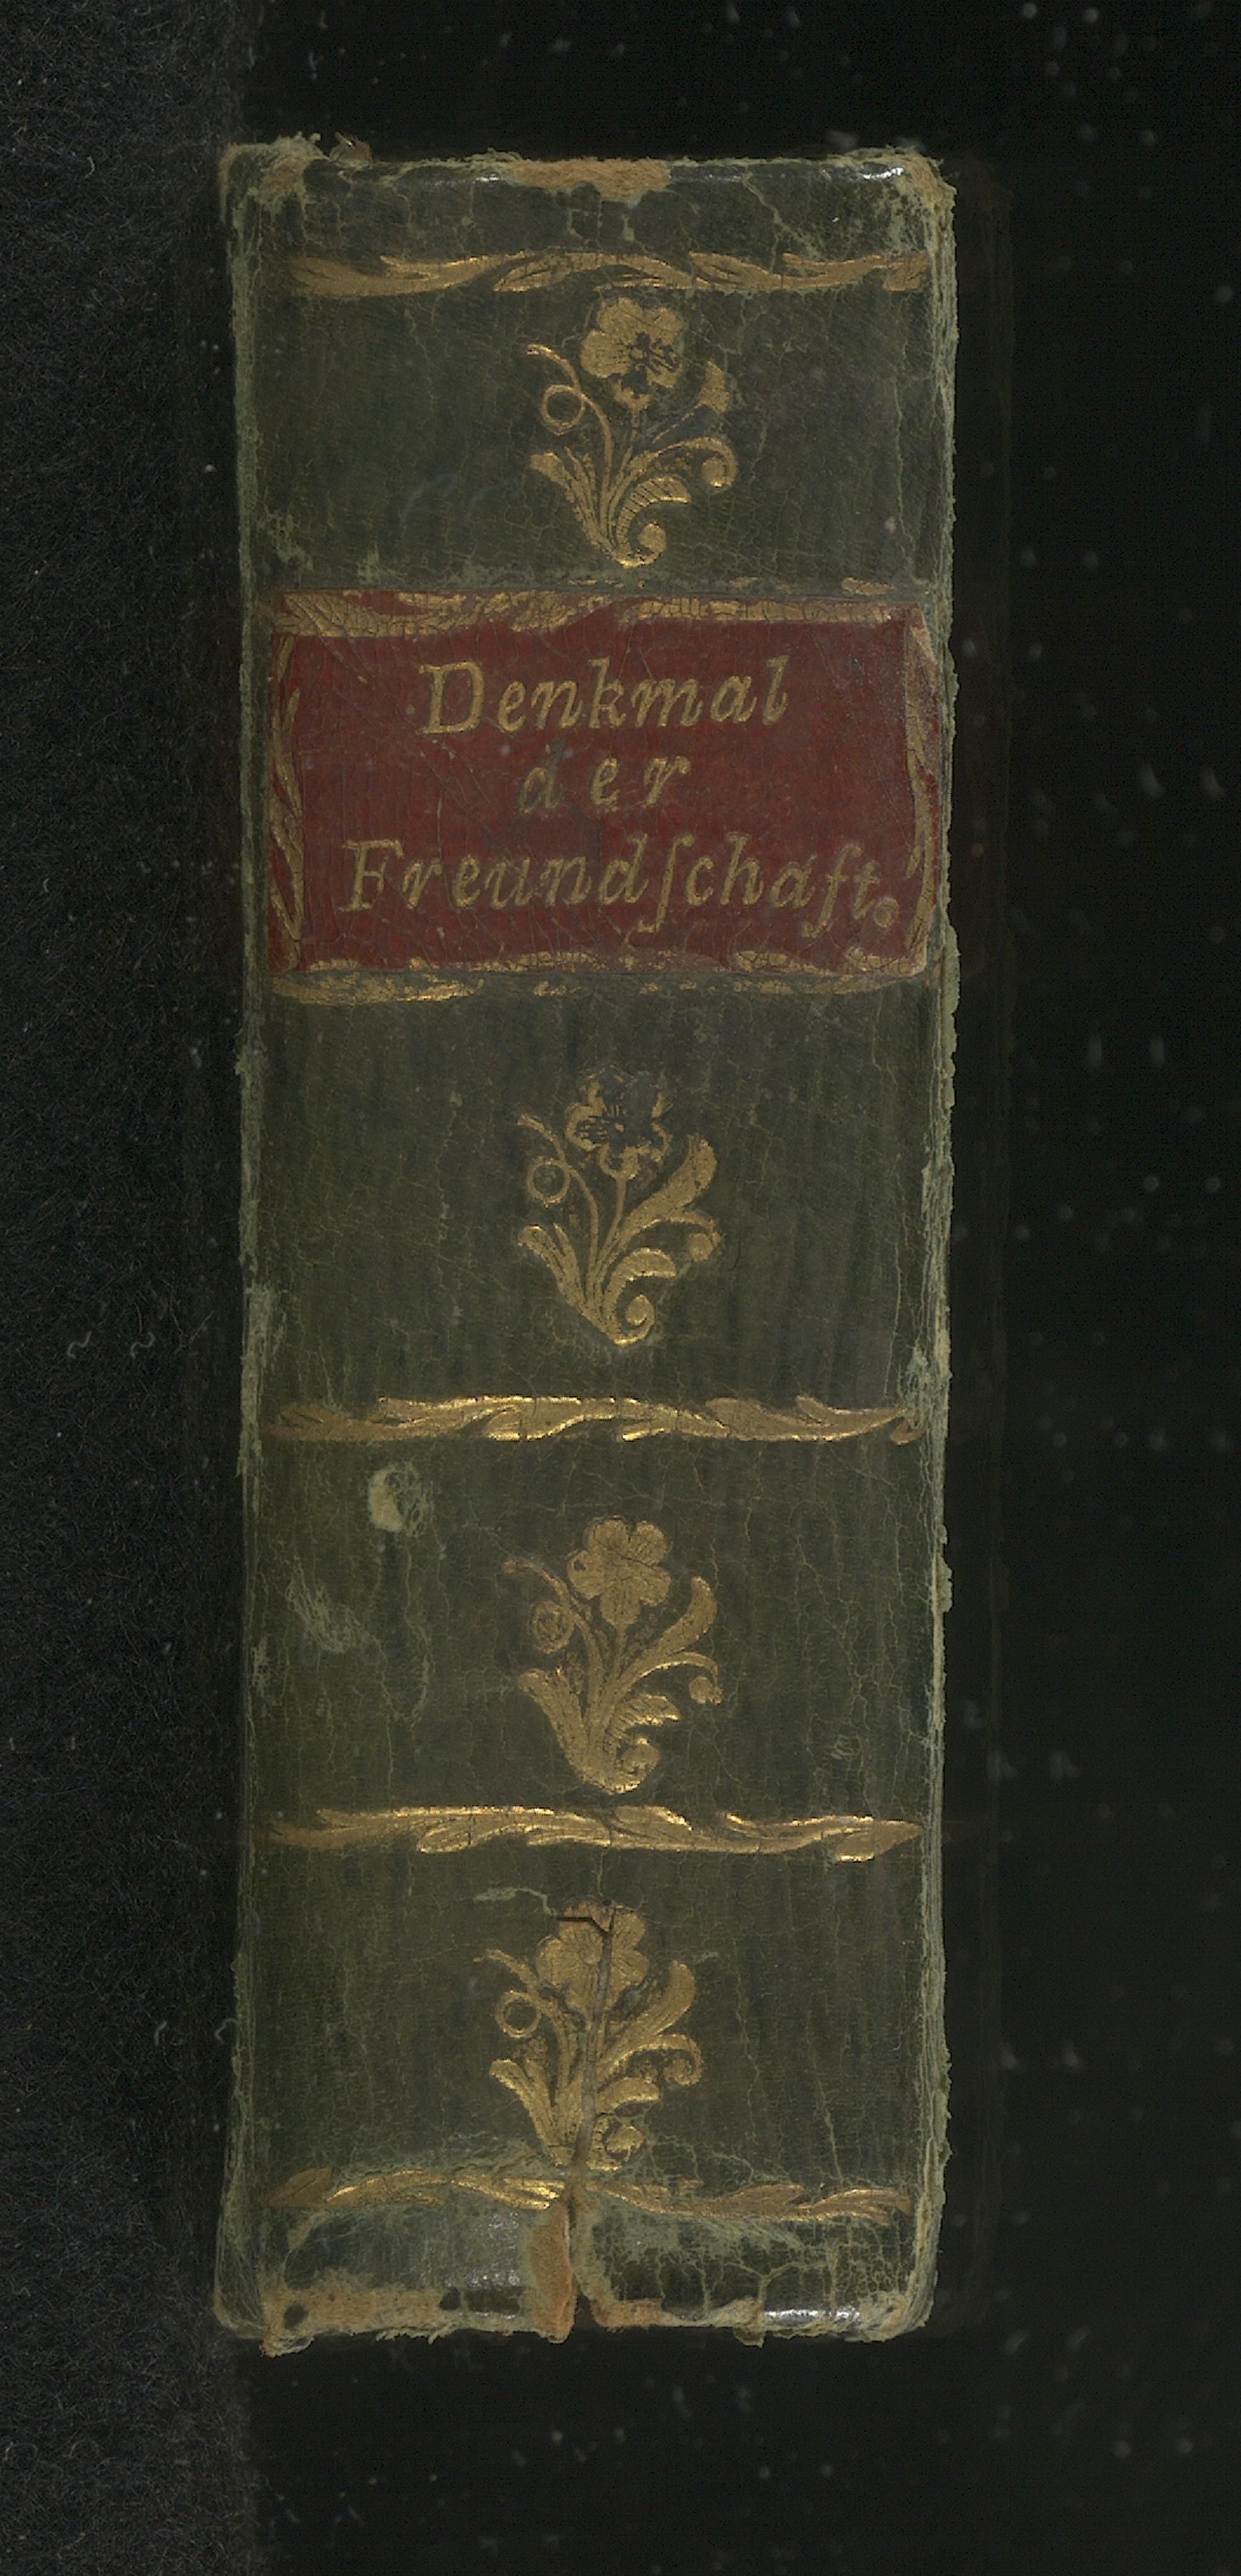 Denkmal
der
Freundſchaft.